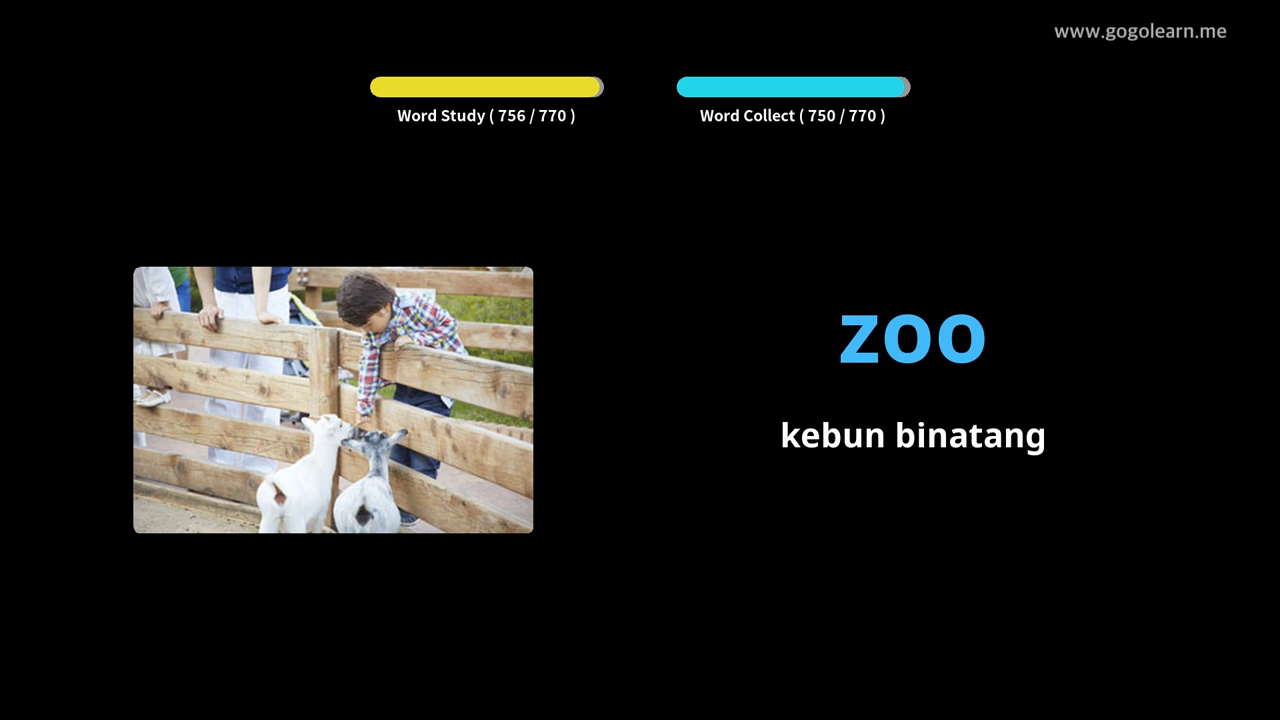 www.gogolearn.me
Word Study ( 756 / 770 )
Word Collect ( 750 / 770 )
zoo
kebun binatang